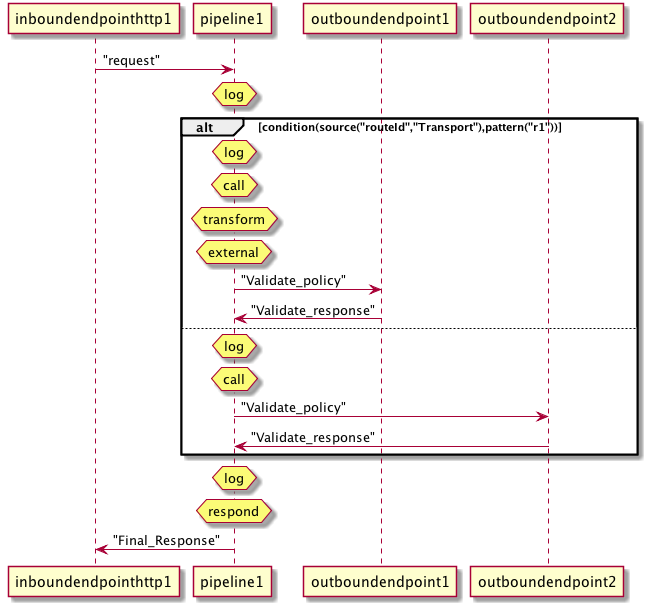 inboundendpointhttp1 pipeline1 outboundendpoint1 outboundendpoint2
"request"
log
alt [condition(source("routeId","Transport"),pattern("r1"))]
log
call
transform
external
"Validate_policy"
"Validate_response"
log
call
"Validate_policy"
"Validate_response"
log
respond
"Final_Response"
inboundendpointhttp1 pipeline1 outboundendpoint1 outboundendpoint2